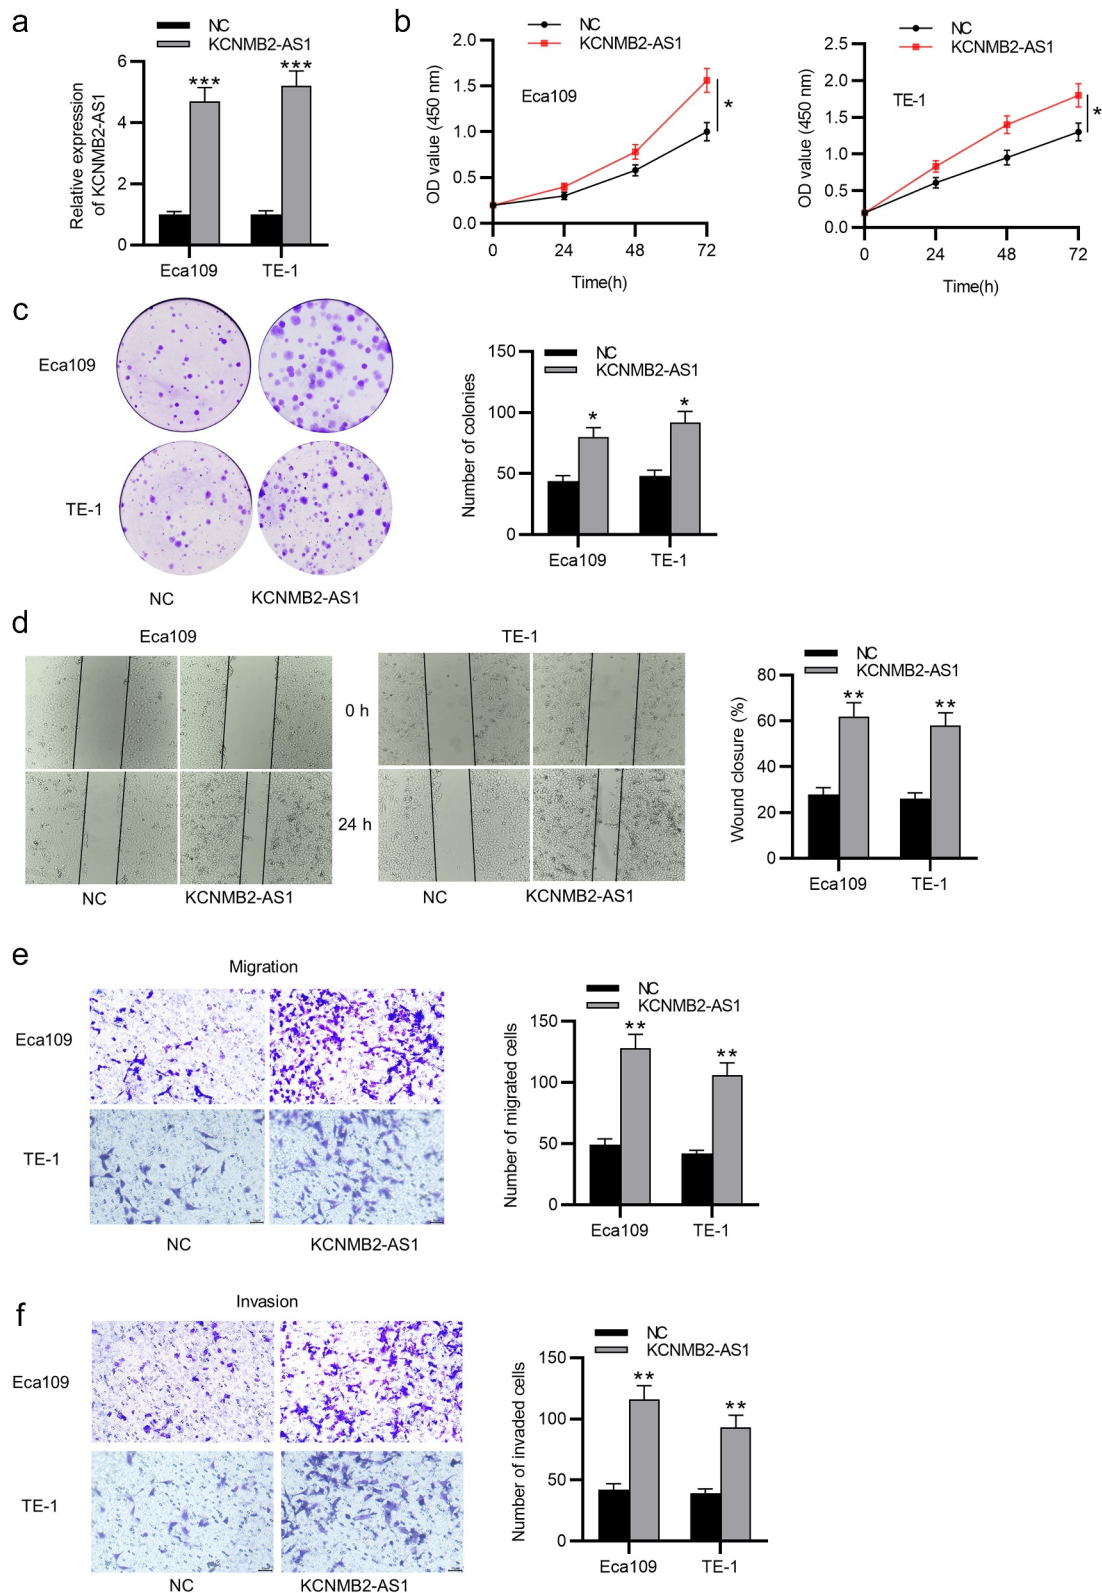 a
NC
KCNMB2-AS1
Relative expression
of KCNMB2-AS1
6
4
2
0
***
***
Eca109
TE-1
b
NC
KCNMB2-AS1
OD value (450 nm)
2.0
1.5
1.0
0.5
0.0
Eca109
*
0
24
48
72
Time(h)
NC
KCNMB2-AS1
OD value (450 nm)
2.5
2.0
1.5
1.0
0.5
0.0
TE-1
*
0
24
48
72
Time(h)
c
Eca109
TE-1
NC
KCNMB2-AS1
NC
KCNMB2-AS1
Number of colonies
150
100
50
0
*
*
Eca109
TE-1
d
Eca109
TE-1
0 h
24 h
NC
KCNMB2-AS1
NC
KCNMB2-AS1
NC
KCNMB2-AS1
Wound closure (%)
80
60
40
20
0
**
**
Eca109
TE-1
e
Migration
Eca109
TE-1
NC
KCNMB2-AS1
NC
KCNMB2-AS1
Number of migrated cells
150
100
50
0
**
**
Eca109
TE-1
f
Invasion
Eca109
TE-1
NC
KCNMB2-AS1
NC
KCNMB2-AS1
Number of invaded cells
150
100
50
0
**
**
Eca109
TE-1